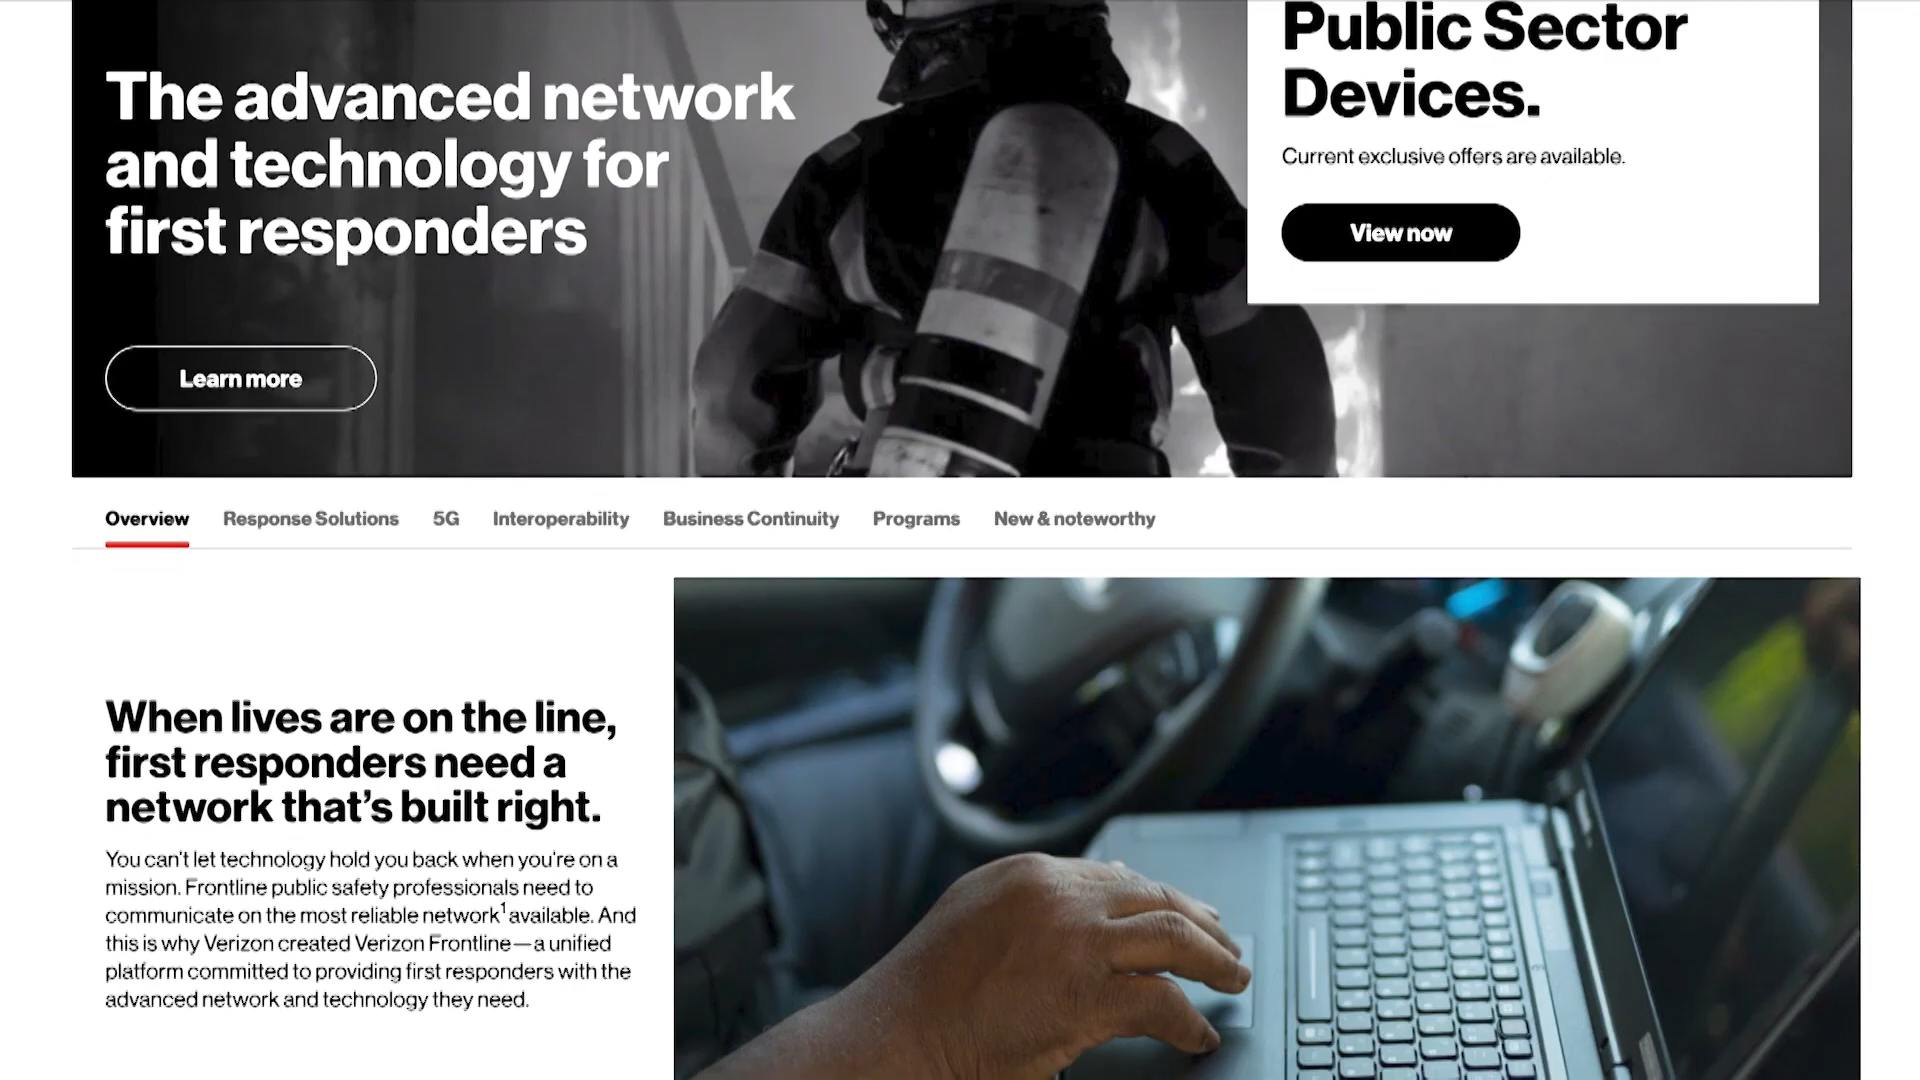 The advanced network
and technology for
first responders
Learn more
Public Sector
Devices.
Current exclusive offers are available.
View now
Overview Response Solutions 5G Interoperability Business Continuity Programs New & noteworthy
When lives are on the line,
first responders need a
network that's built right.
You can't let technology hold you back when you're on a
mission. Frontline public safety professionals need to
communicate on the most reliable network¹ available. And
this is why Verizon created Verizon Frontline—a unified
platform committed to providing first responders with the
advanced network and technology they need.